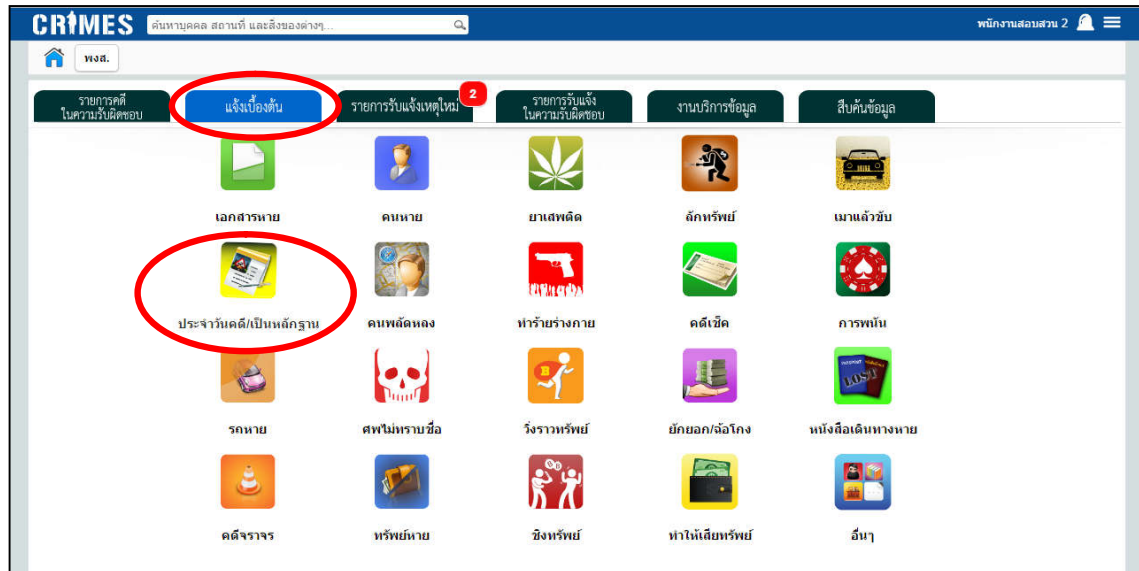 CRIMES ค้นหาบุคคล สถานที่ และสิ่งของต่างๆ... พนักงานสอบสวน 2
พงส.
รายการคดี
ในความรับผิดชอบ
แจ้งเบื้องต้น
รายการรับแจ้งเหตุใหม่ 2
รายการรับแจ้ง
ในความรับผิดชอบ
งานบริการข้อมูล
สืบค้นข้อมูล
เอกสารหาย คนหาย ยาเสพติด ลักทรัพย์ เมาแล้วขับ
ประจำวันคดี/เป็นหลักฐาน คนพลัดหลง ทำร้ายร่างกาย คดีเช็ค การพนัน
LOST
รถหาย ศพไม่ทราบชื่อ วิ่งราวทรัพย์ ยักยอก/ฉ้อโกง หนังสือเดินทางหาย
คดีจราจร ทรัพย์หาย ชิงทรัพย์ ทำให้เสียทรัพย์ อื่นๆ